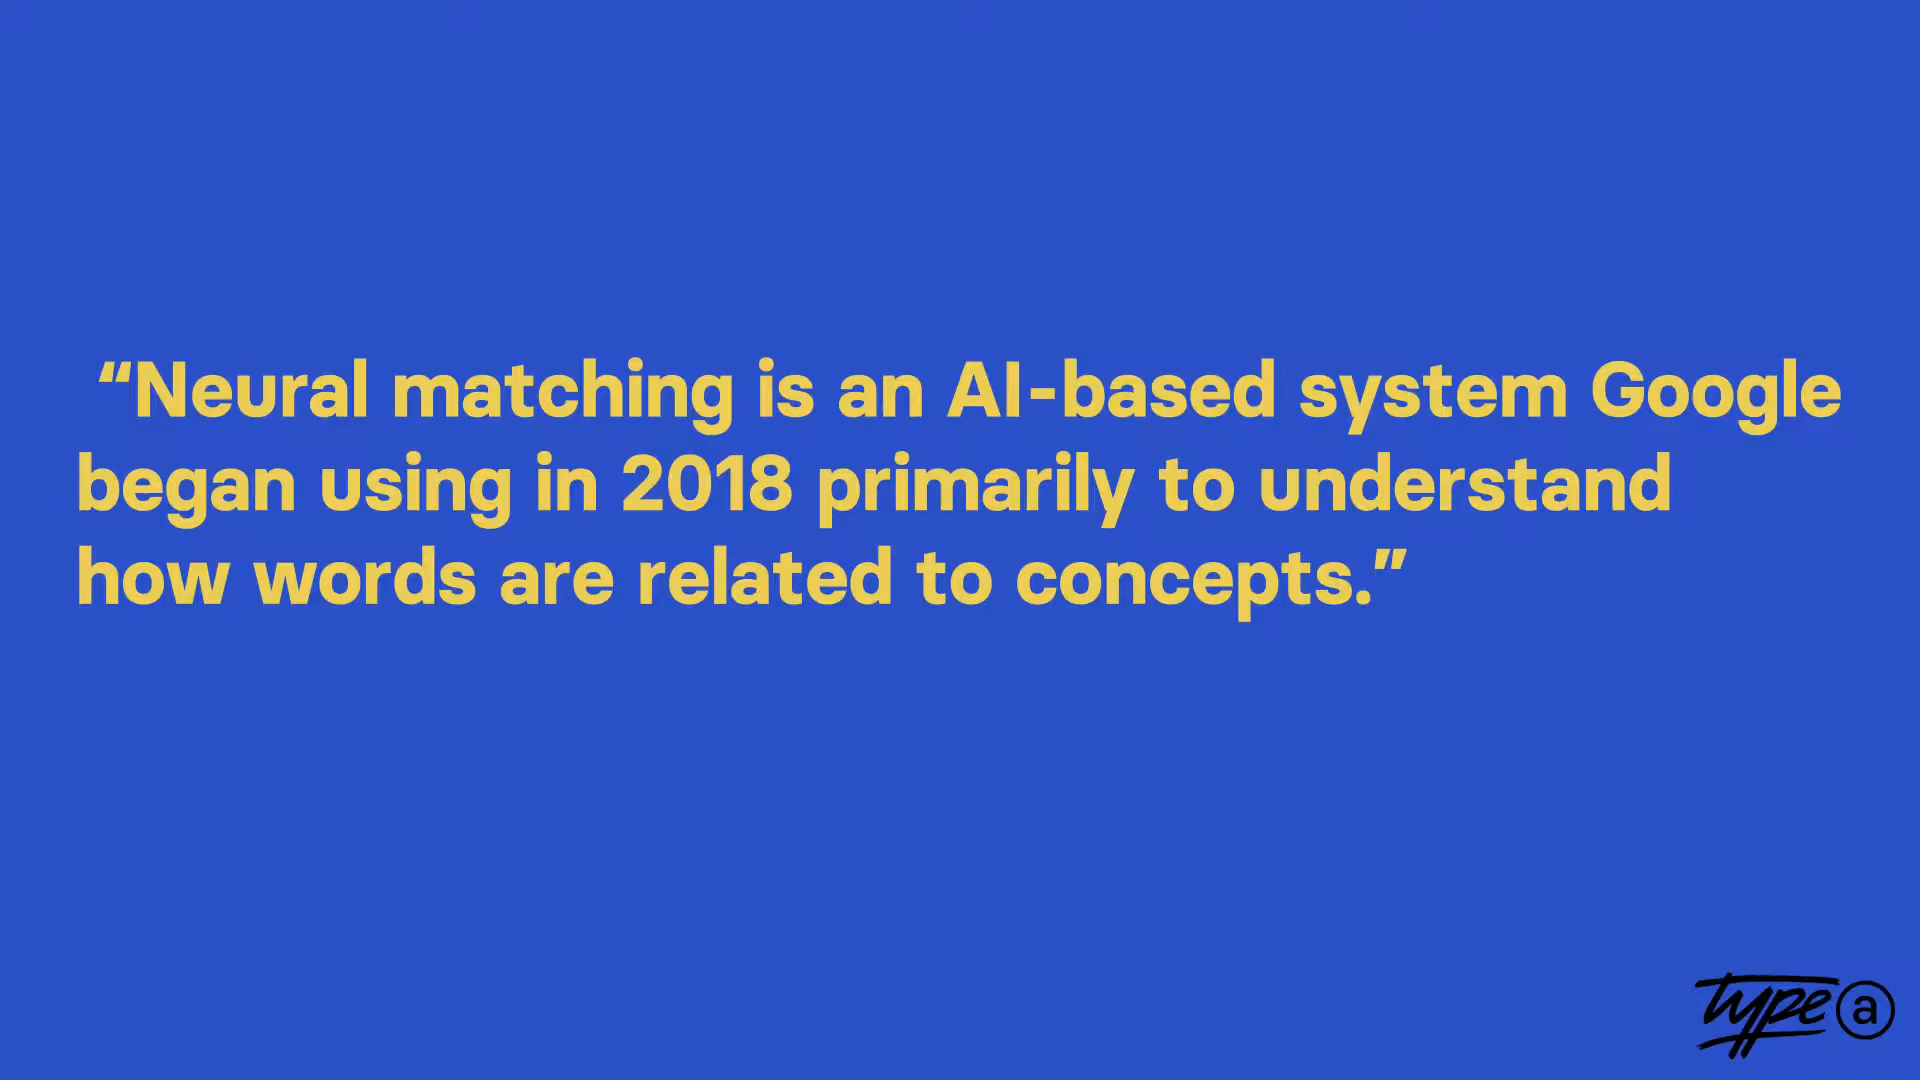 “Neural matching is an AI-based system Google
began using in 2018 primarily to understand
how words are related to concepts.”
type a